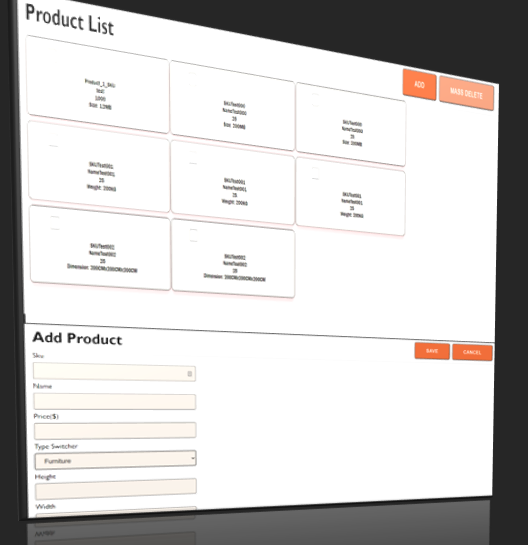 Product List
ADD
MASS DELETE
Product_1_SKU
test
1000
Size: 12MB
SKUTest000
NameTest000
25
Size: 200MB
SKUTest000
NameTest000
25
Size: 200MB
SKUTest001
NameTest001
25
Weight: 200KG
SKUTest001
NameTest001
25
Weight: 200KG
SKUTest001
NameTest001
25
Weight: 200KG
SKUTest002
NameTest002
25
Dimension: 200CMx200CMx200CM
SKUTest002
NameTest002
25
Dimension: 200CMx200CMx200CM
Add Product
SAVE
CANCEL
Sku
Name
Price($)
Type Switcher
Furniture
Height
Width